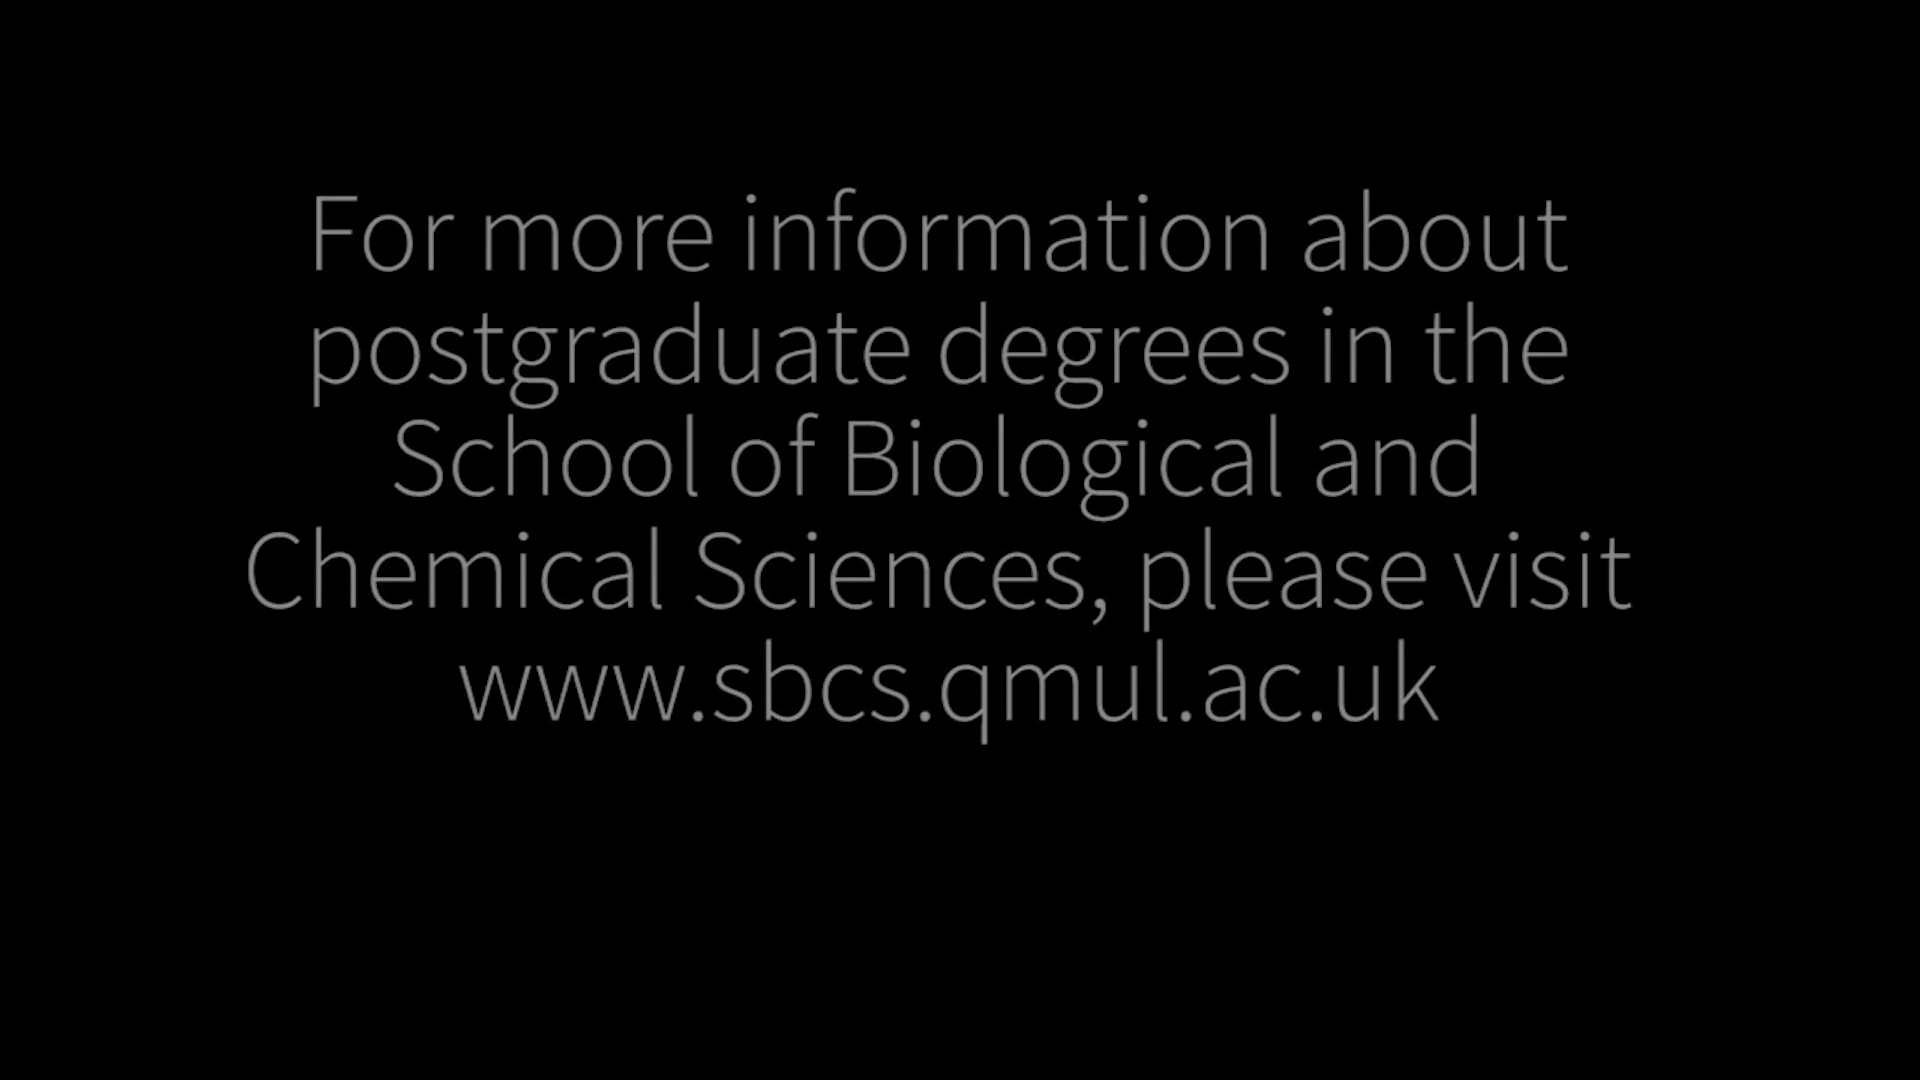 For more information about
postgraduate degrees in the
School of Biological and
Chemical Sciences, please visit
www.sbcs.qmul.ac.uk